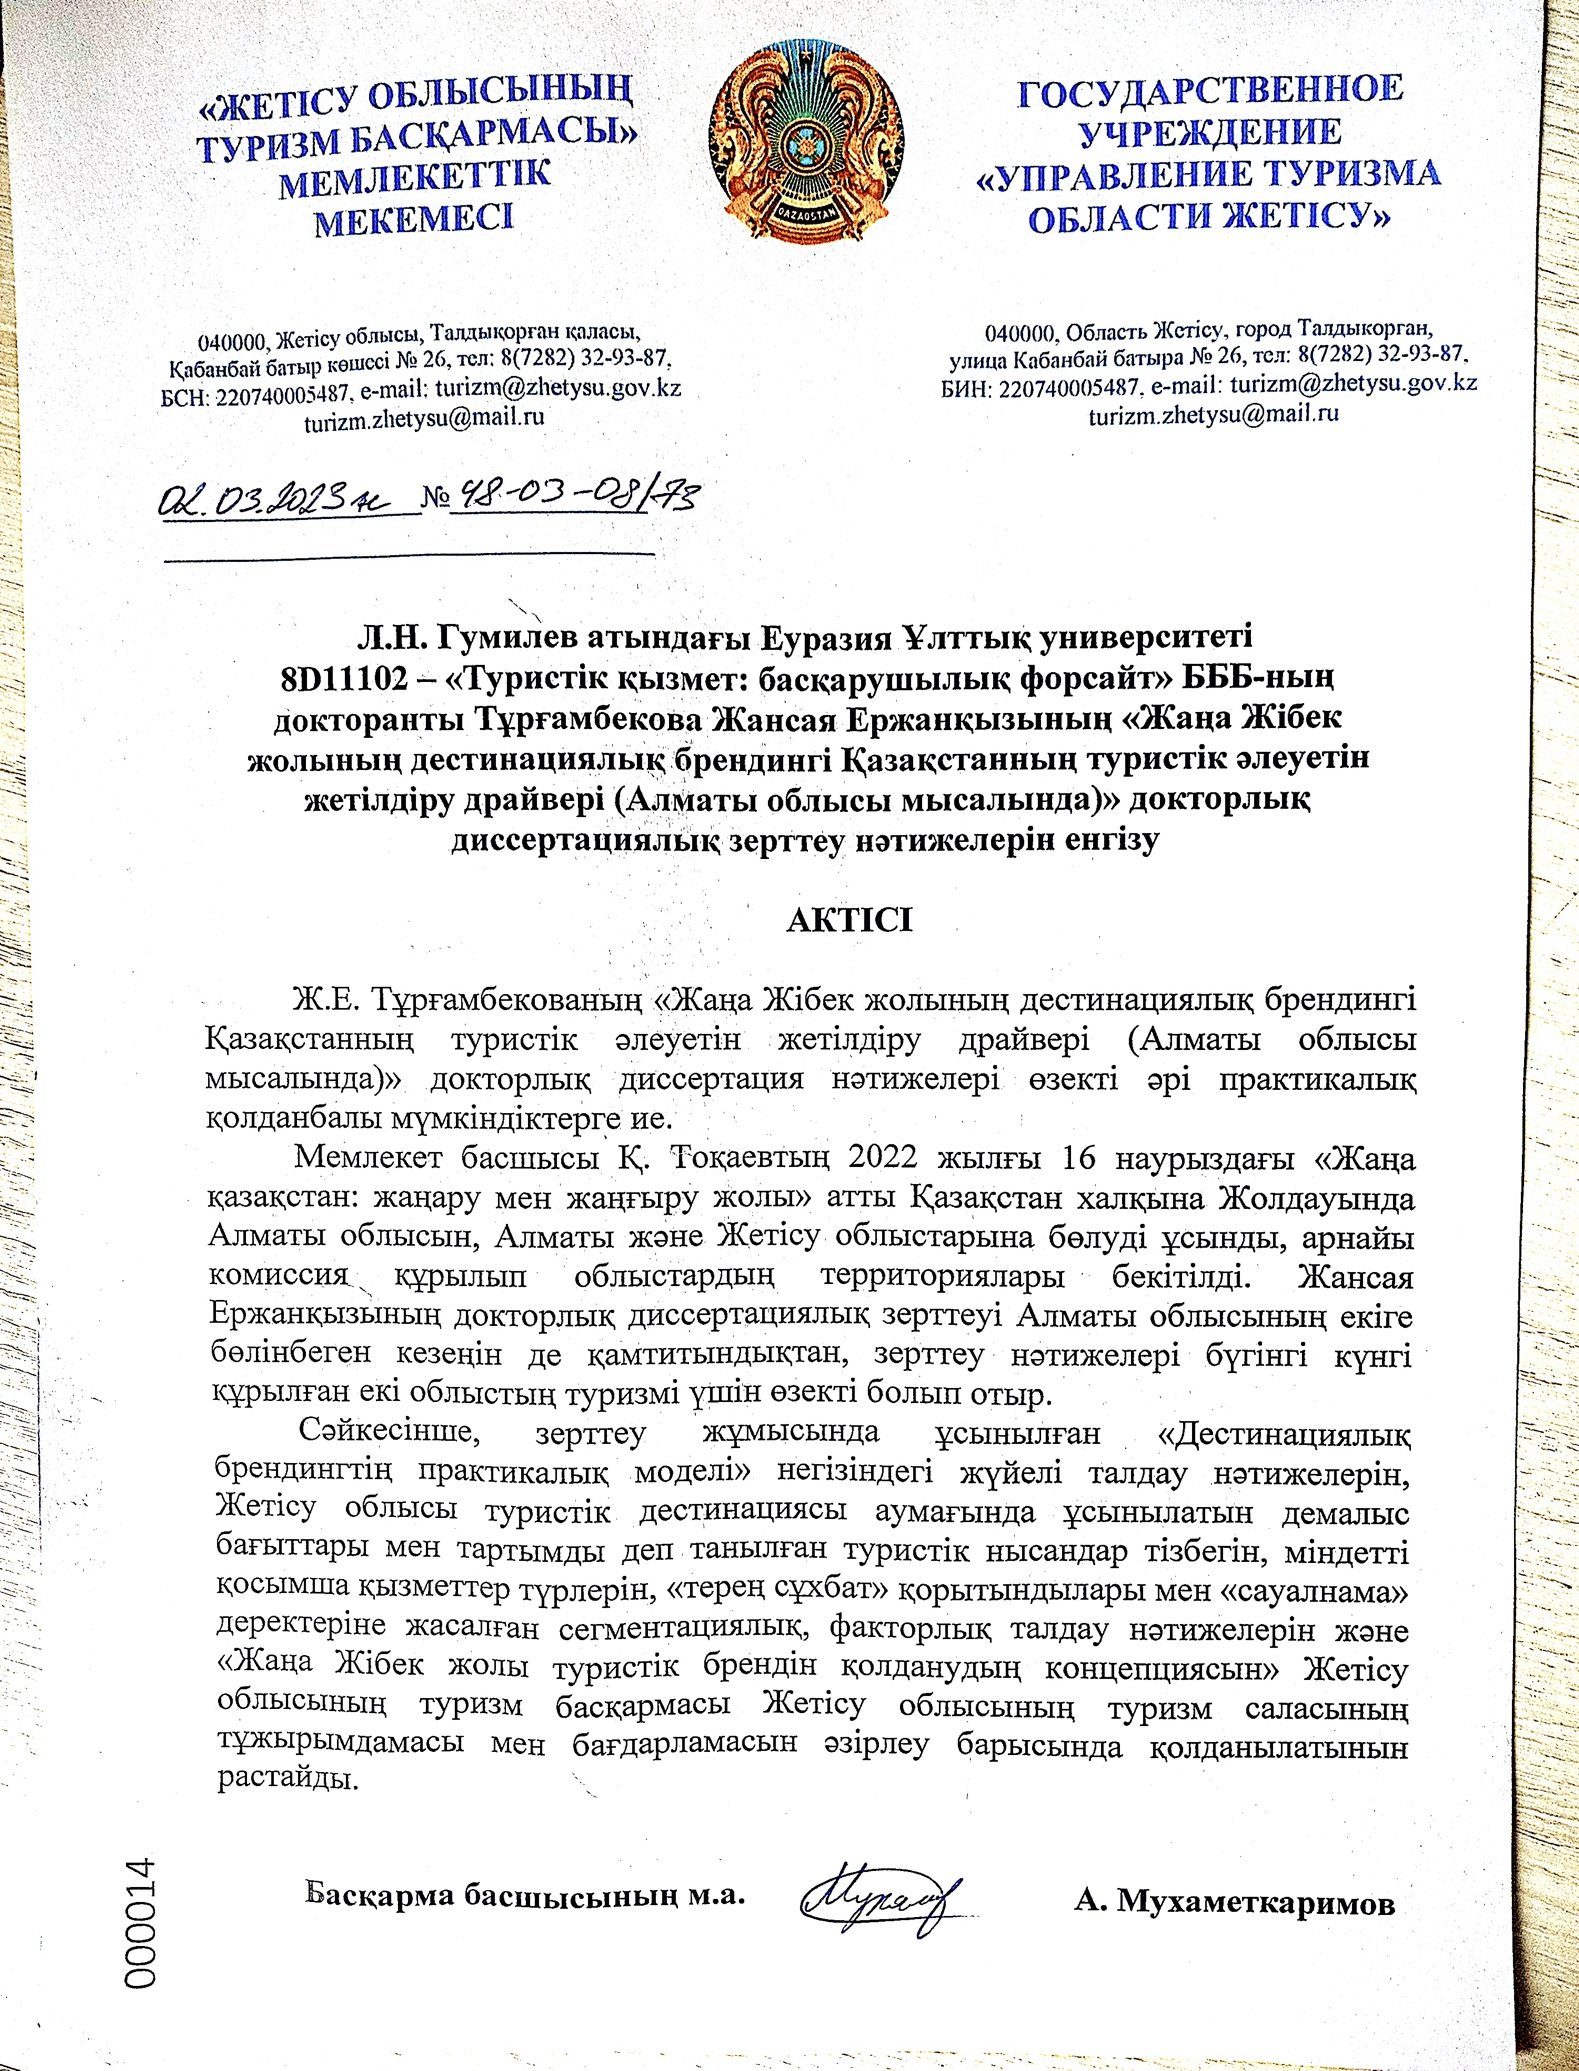 «ЖЕТІСУ ОБЛЫСЫНЫҢ
ТУРИЗМ БАСҚАРМАСЫ»
МЕМЛЕКЕТТІК
МЕКЕМЕСІ
QAZAQSTAN
ГОСУДАРСТВЕННОЕ
УЧРЕЖДЕНИЕ
«УПРАВЛЕНИЕ ТУРИЗМА
ОБЛАСТИ ЖЕТІСУ»
040000, Жетісу облысы, Талдықорған қаласы,
Қабанбай батыр көшесі № 26, тел: 8(7282) 32-93-87,
БСН: 220740005487, e-mail: turizm@zhetysu.gov.kz
turizm.zhetysu@mail.ru
040000, Область Жетісу, город Талдыкорган,
улица Кабанбай батыра № 26, тел: 8(7282) 32-93-87,
БИН: 220740005487, e-mail: turizm@zhetysu.gov.kz
turizm.zhetysu@mail.ru
02.03.2023ж №48-03-08/73
Л.Н. Гумилев атындағы Еуразия Ұлттық университеті
8D11102 – «Туристік қызмет: басқарушылық форсайт» БББ-ның
докторанты Тұрғамбекова Жансая Ержанқызының «Жаңа Жібек
жолының дестинациялық брендингі Қазақстанның туристік әлеуетін
жетілдіру драйвері (Алматы облысы мысалында)» докторлық
диссертациялық зерттеу нәтижелерін енгізу
АКТІСІ
Ж.Е. Тұрғамбекованың «Жаңа Жібек жолының дестинациялық брендингі
Қазақстанның туристік әлеуетін жетілдіру драйвері (Алматы облысы
мысалында)» докторлық диссертация нәтижелері өзекті әрі практикалық
қолданбалы мүмкіндіктерге ие.
Мемлекет басшысы Қ. Тоқаевтың 2022 жылғы 16 наурыздағы «Жаңа
қазақстан: жаңару мен жаңғыру жолы» атты Қазақстан халқына Жолдауында
Алматы облысын, Алматы және Жетісу облыстарына бөлуді ұсынды, арнайы
комиссия құрылып облыстардың территориялары бекітілді. Жансая
Ержанқызының докторлық диссертациялық зерттеуі Алматы облысының екіге
бөлінбеген кезеңін де қамтитындықтан, зерттеу нәтижелері бүгінгі күнгі
құрылған екі облыстың туризмі үшін өзекті болып отыр.
Сәйкесінше, зерттеу жұмысында ұсынылған «Дестинациялық
брендингтің практикалық моделі» негізіндегі жүйелі талдау нәтижелерін,
Жетісу облысы туристік дестинациясы аумағында ұсынылатын демалыс
бағыттары мен тартымды деп танылған туристік нысандар тізбегін, міндетті
қосымша қызметтер түрлерін, «терең сұхбат» қорытындылары мен «сауалнама»
деректеріне жасалған сегментациялық, факторлық талдау нәтижелерін және
«Жаңа Жібек жолы туристік брендін қолданудың концепциясын» Жетісу
облысының туризм басқармасы Жетісу облысының туризм саласының
тұжырымдамасы мен бағдарламасын әзірлеу барысында қолданылатынын
растайды.
Басқарма басшысының м.а. А. Мухаметкаримов
000014